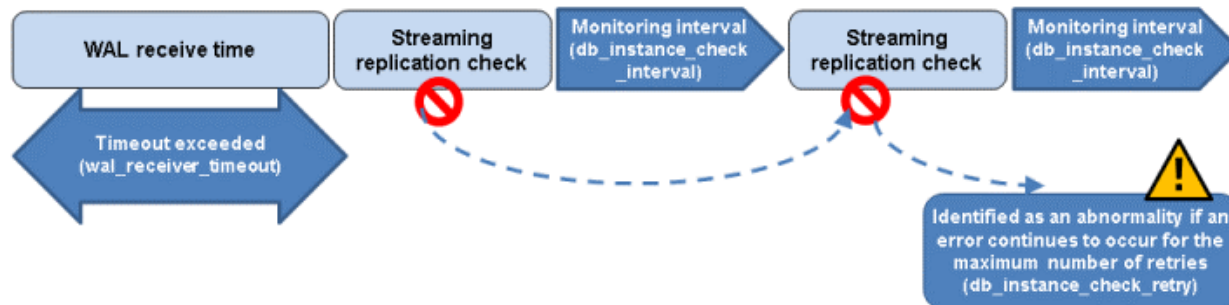 WAL receive time
Streaming
replication check
Monitoring interval
(db_instance_check
_interval)
Streaming
replication check
Monitoring interval
(db_instance_check
_interval)
Timeout exceeded
(wal_receiver_timeout)
Identified as an abnormality if an
error continues to occur for the
maximum number of retries
(db_instance_check_retry)